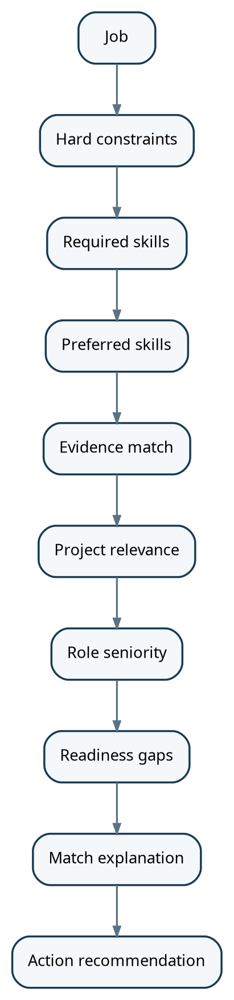 Job
Hard constraints
Required skills
Preferred skills
Evidence match
Project relevance
Role seniority
Readiness gaps
Match explanation
Action recommendation